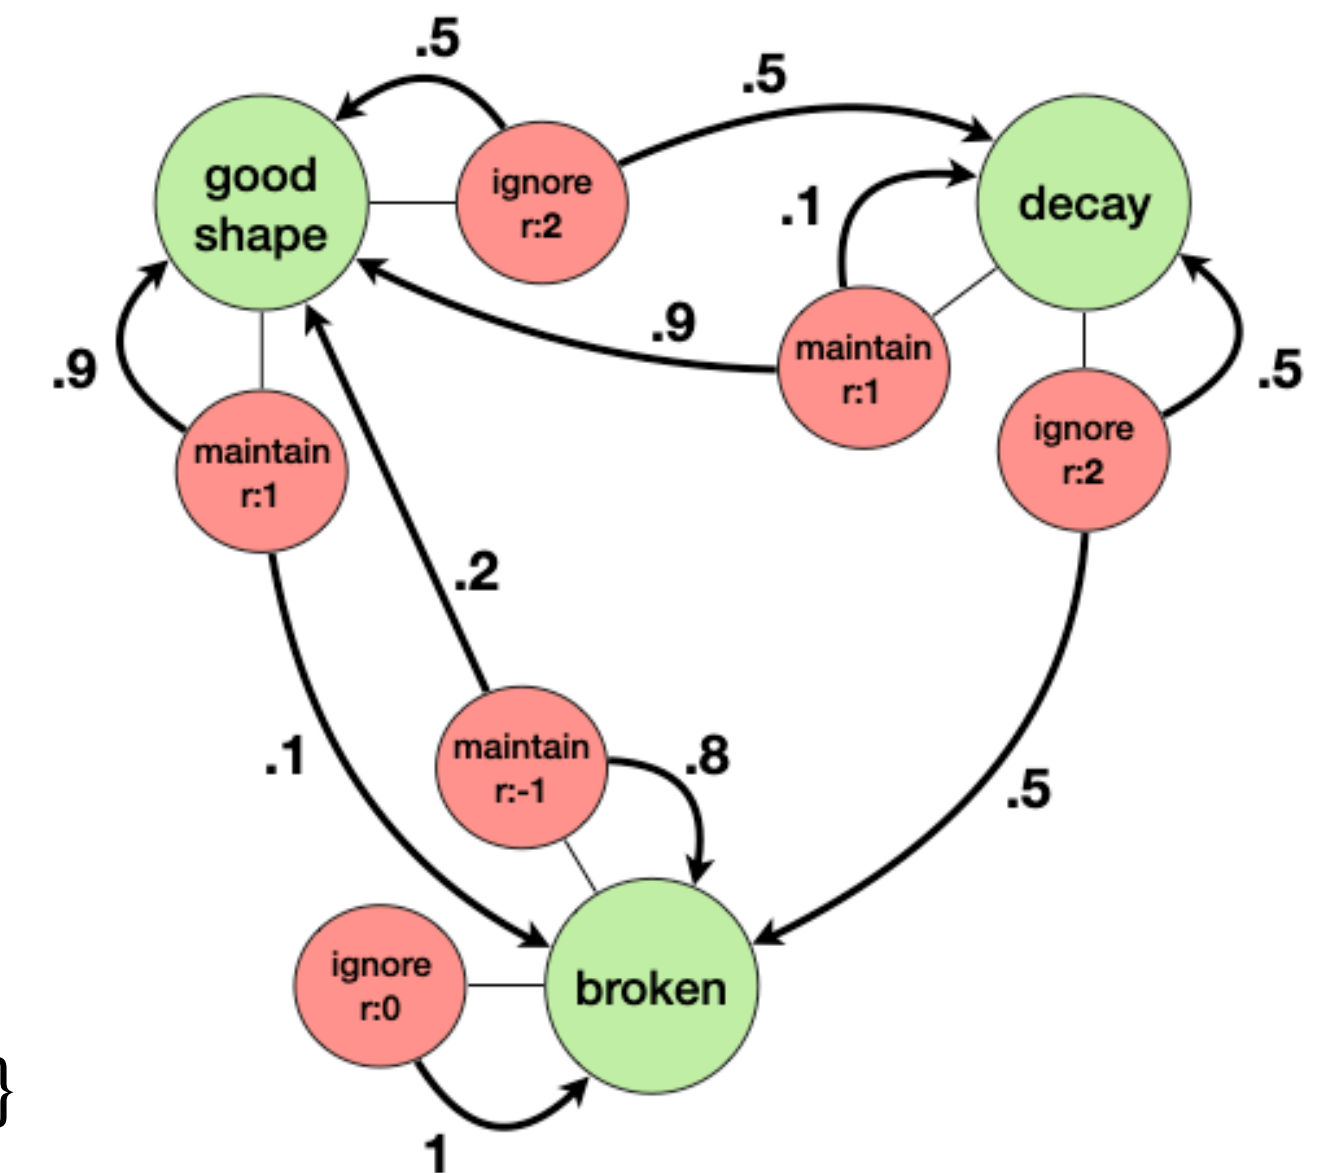 .5
.5
good
shape
ignore
r:2
decay
.1
.9
.9
maintain
r:1
.5
maintain
r:1
ignore
r:2
.2
.1
maintain
r:-1
.8
.5
ignore
r:0
broken
}
1